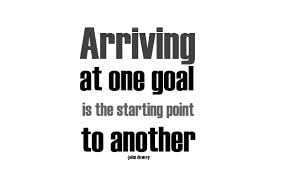 Arriving
at one goal
is the starting point
to another
-john dewey